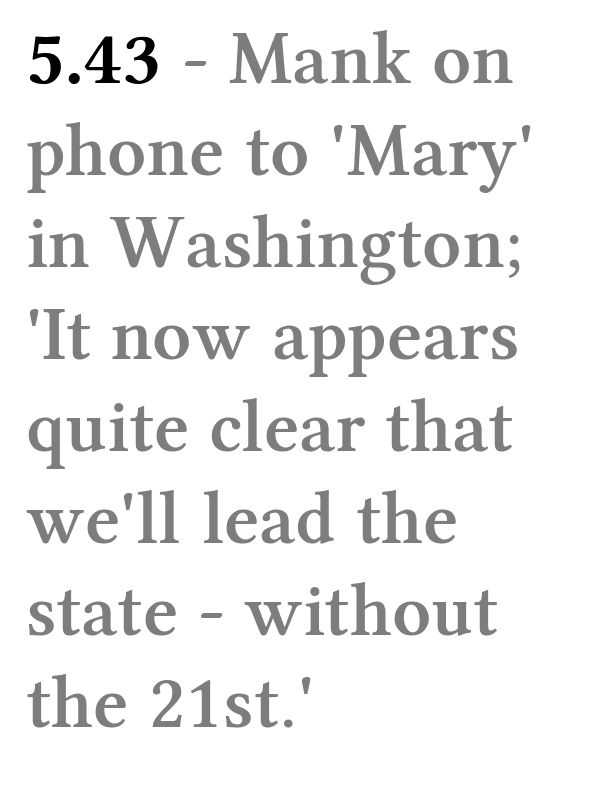 5.43 - Mank on
phone to 'Mary'
in Washington;
'It now appears
quite clear that
we'll lead the
state - without
the 21st.'